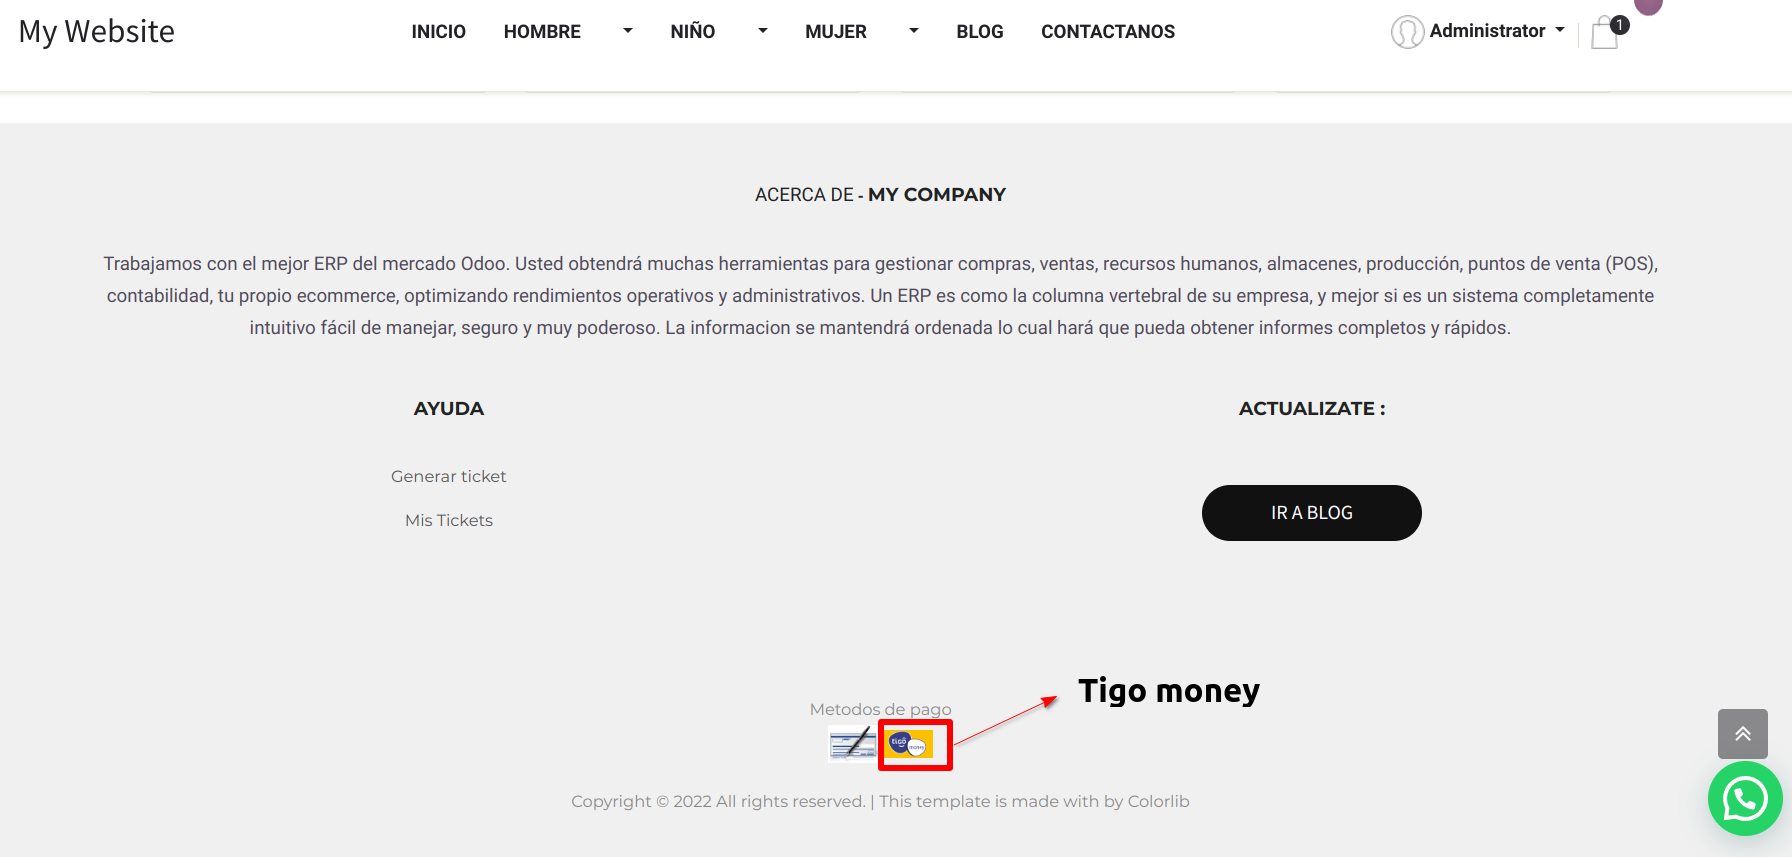 My Website
INICIO HOMBRE NIÑO MUJER BLOG CONTACTANOS
Administrator
1
ACERCA DE - MY COMPANY
Trabajamos con el mejor ERP del mercado Odoo. Usted obtendrá muchas herramientas para gestionar compras, ventas, recursos humanos, almacenes, producción, puntos de venta (POS),
contabilidad, tu propio ecommerce, optimizando rendimientos operativos y administrativos. Un ERP es como la columna vertebral de su empresa, y mejor si es un sistema completamente
intuitivo fácil de manejar, seguro y muy poderoso. La informacion se mantendrá ordenada lo cual hará que pueda obtener informes completos y rápidos.
AYUDA
Generar ticket
Mis Tickets
ACTUALIZATE :
IR A BLOG
Tigo money
Metodos de pago
tigo
money
Copyright © 2022 All rights reserved. | This template is made with by Colorlib